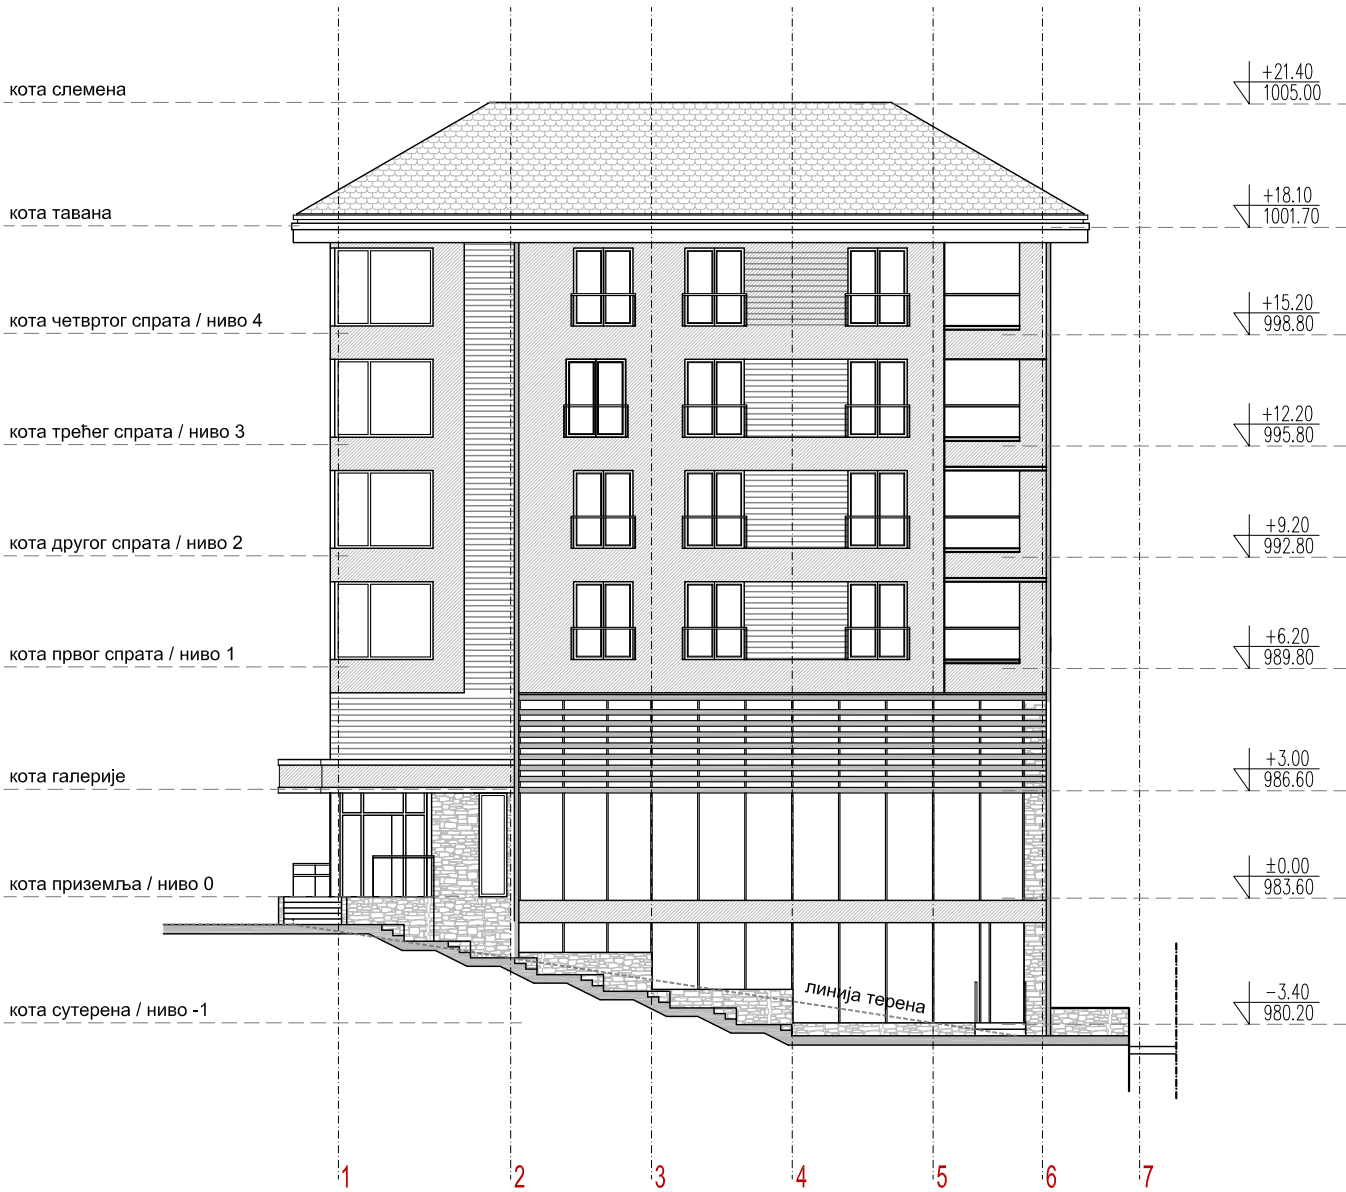 кота слемена
+21.40
1005.00
кота тавана
+18.10
1001.70
кота четвртог спрата / ниво 4
+15.20
998.80
кота трећег спрата / ниво 3
+12.20
995.80
кота другог спрата / ниво 2
+9.20
992.80
кота првог спрата / ниво 1
+6.20
989.80
кота галерије
+3.00
986.60
кота приземља / ниво 0
±0.00
983.60
линија терена
кота сутерена / ниво -1
−3.40
980.20
1 2 3 4 5 6 7